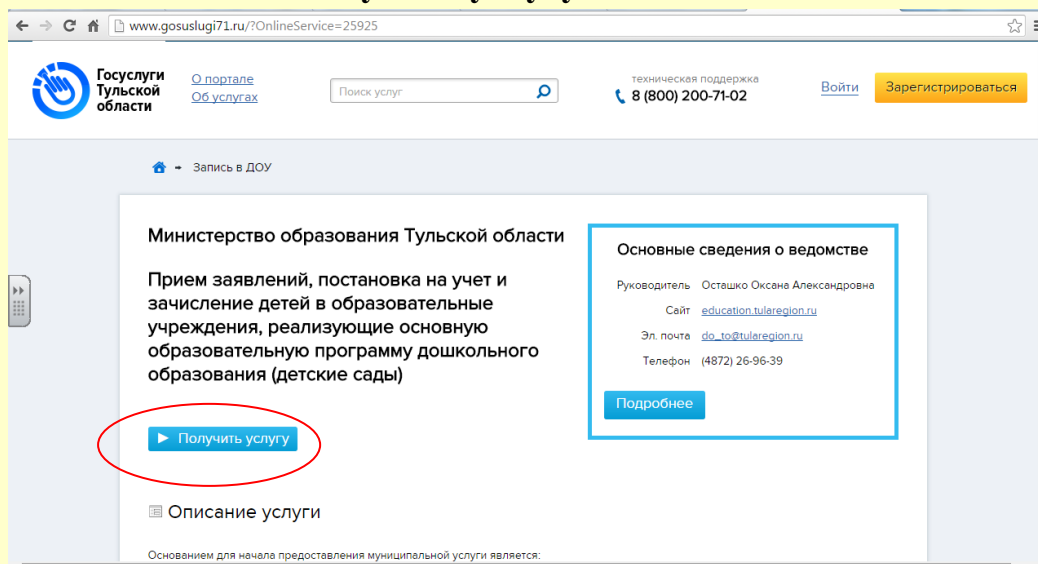 www.gosuslugi71.ru/?OnlineService=25925
Госуслуги
Тульской
области
О портале
Об услугах
Поиск услуг
техническая поддержка
8 (800) 200-71-02
Войти
Зарегистрироваться
Запись в ДОУ
Министерство образования Тульской области
Прием заявлений, постановка на учет и
зачисление детей в образовательные
учреждения, реализующие основную
образовательную программу дошкольного
образования (детские сады)
Получить услугу
Основные сведения о ведомстве
Руководитель Осташко Оксана Александровна
Сайт education.tularegion.ru
Эл. почта do_to@tularegion.ru
Телефон (4872) 26-96-39
Подробнее
Описание услуги
Основанием для начала предоставления муниципальной услуги является: